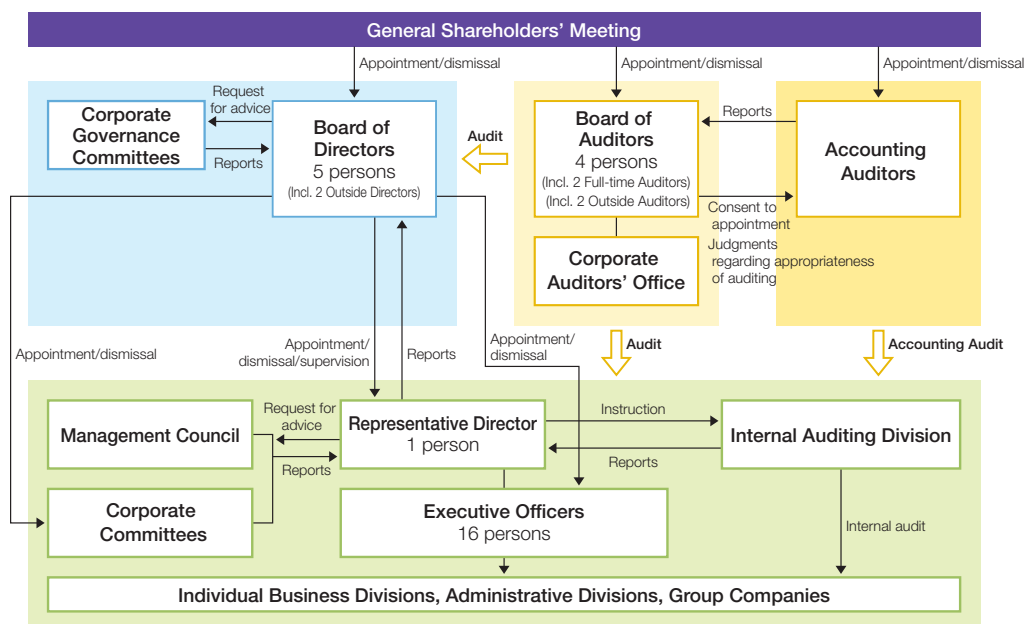 General Shareholders' Meeting
Appointment/dismissal
Appointment/dismissal
Appointment/dismissal
Corporate
Governance
Committees
Request
for advice
Reports
Board of
Directors
5 persons
(Incl. 2 Outside Directors)
Audit
Board of
Auditors
4 persons
(Incl. 2 Full-time Auditors)
(Incl. 2 Outside Auditors)
Reports
Accounting
Auditors
Consent to
appointment
Judgments
regarding appropriateness
of auditing
Corporate
Auditors' Office
Appointment/dismissal
Appointment/
dismissal/supervision
Reports
Appointment/
dismissal
Audit
Accounting Audit
Management Council
Request for
advice
Reports
Representative Director
1 person
Instruction
Reports
Internal Auditing Division
Corporate
Committees
Executive Officers
16 persons
Internal audit
Individual Business Divisions, Administrative Divisions, Group Companies